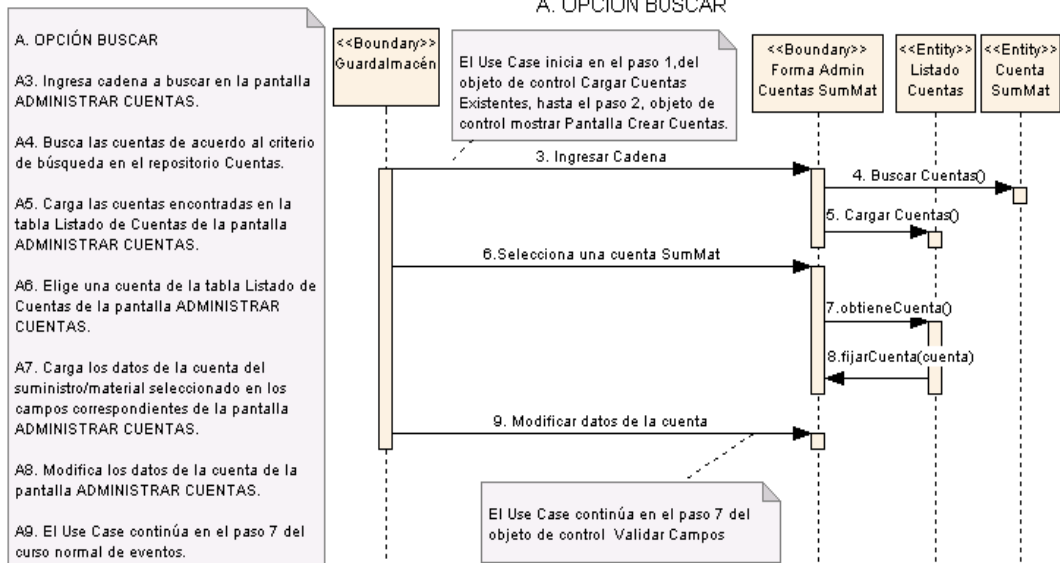 A. OPCIÓN BUSCAR
A. OPCIÓN BUSCAR
A3. Ingresa cadena a buscar en la pantalla
ADMINISTRAR CUENTAS.
A4. Busca las cuentas de acuerdo al criterio
de búsqueda en el repositorio Cuentas.
A5. Carga las cuentas encontradas en la
tabla Listado de Cuentas de la pantalla
ADMINISTRAR CUENTAS.
A6. Elige una cuenta de la tabla Listado de
Cuentas de la pantalla ADMINISTRAR
CUENTAS.
A7. Carga los datos de la cuenta del
suministro/material seleccionado en los
campos correspondientes de la pantalla
ADMINISTRAR CUENTAS.
A8. Modifica los datos de la cuenta de la
pantalla ADMINISTRAR CUENTAS.
A9. El Use Case continúa en el paso 7 del
curso normal de eventos.
<<Boundary>>
Guardalmacén
El Use Case inicia en el paso 1,del
objeto de control Cargar Cuentas
Existentes, hasta el paso 2, objeto de
control mostrar Pantalla Crear Cuentas.
<<Boundary>>
Forma Admin
Cuentas SumMat
<<Entity>>
Listado
Cuentas
<<Entity>>
Cuenta
SumMat
3. Ingresar Cadena
4. Buscar Cuentas()
5. Cargar Cuentas()
6.Selecciona una cuenta SumMat
7.obtieneCuenta()
8.fijarCuenta(cuenta)
9. Modificar datos de la cuenta
El Use Case continúa en el paso 7 del
objeto de control Validar Campos